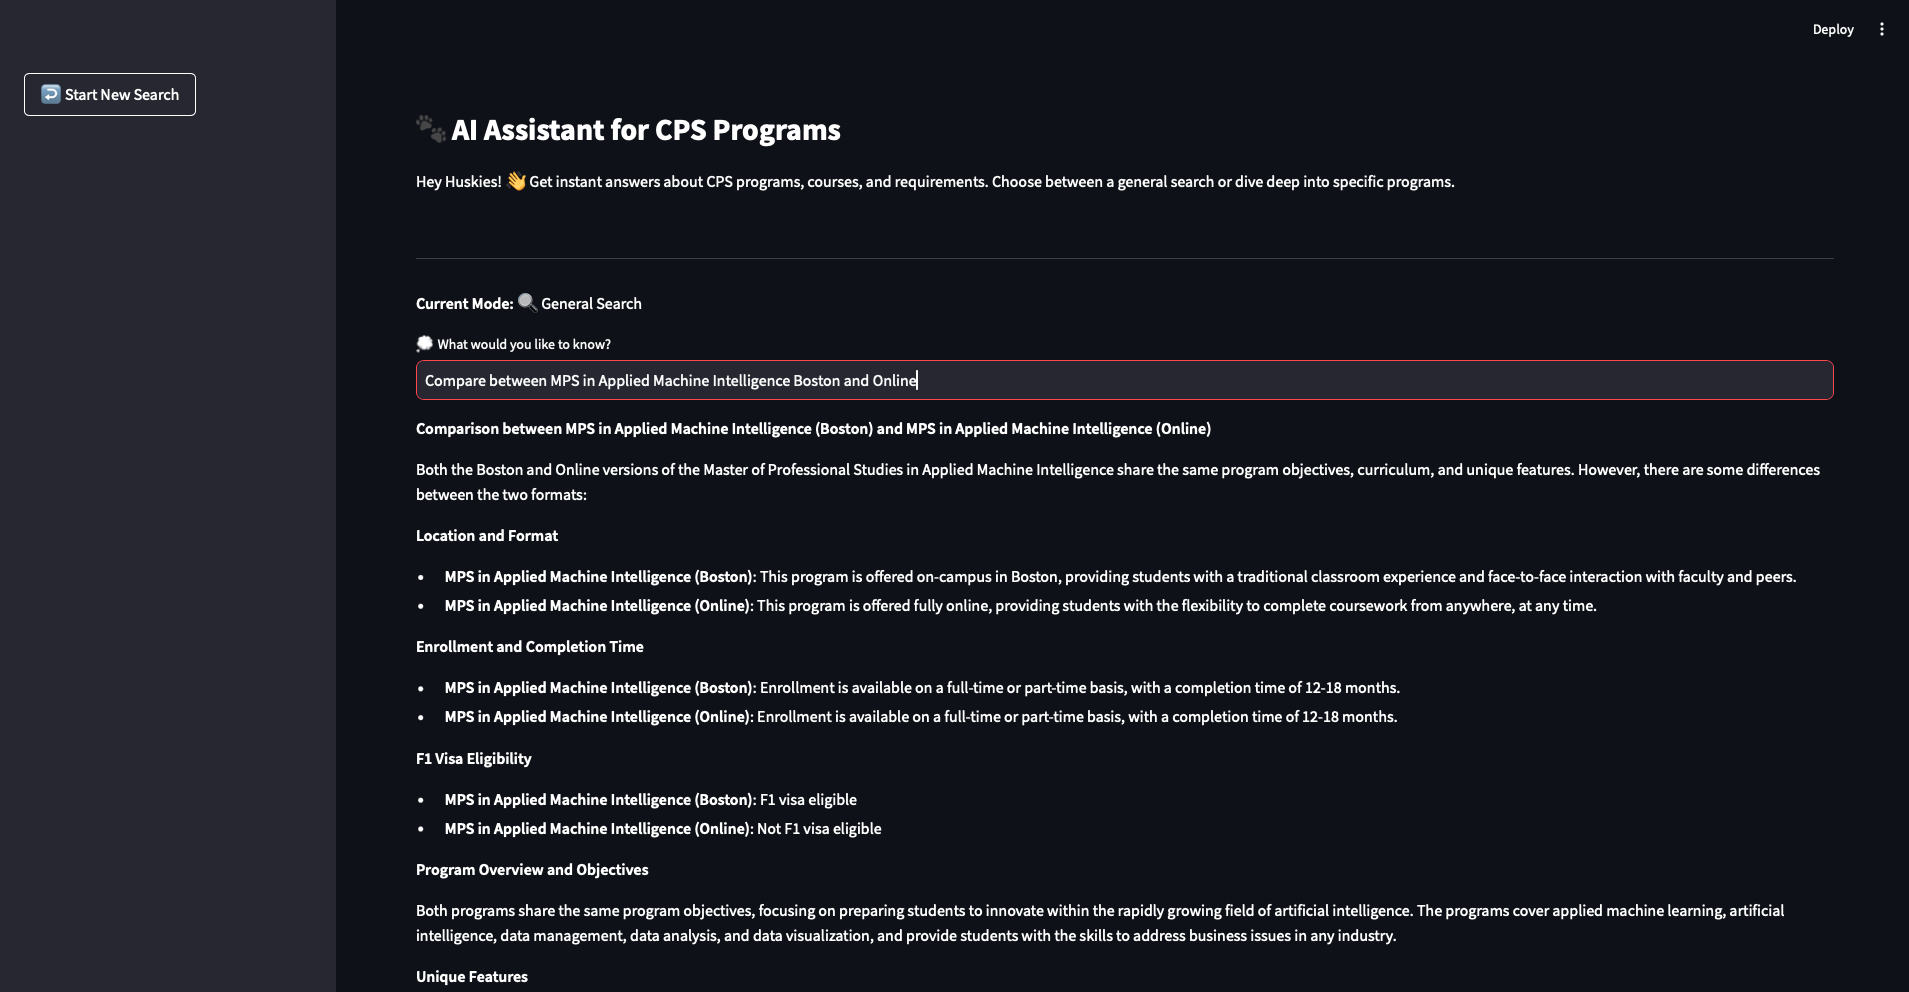 Deploy
Start New Search
AI Assistant for CPS Programs
Hey Huskies! 👋 Get instant answers about CPS programs, courses, and requirements. Choose between a general search or dive deep into specific programs.
Current Mode: 🔍 General Search
💭 What would you like to know?
Compare between MPS in Applied Machine Intelligence Boston and Online
Comparison between MPS in Applied Machine Intelligence (Boston) and MPS in Applied Machine Intelligence (Online)
Both the Boston and Online versions of the Master of Professional Studies in Applied Machine Intelligence share the same program objectives, curriculum, and unique features. However, there are some differences
between the two formats:
Location and Format
• MPS in Applied Machine Intelligence (Boston): This program is offered on-campus in Boston, providing students with a traditional classroom experience and face-to-face interaction with faculty and peers.
• MPS in Applied Machine Intelligence (Online): This program is offered fully online, providing students with the flexibility to complete coursework from anywhere, at any time.
Enrollment and Completion Time
• MPS in Applied Machine Intelligence (Boston): Enrollment is available on a full-time or part-time basis, with a completion time of 12-18 months.
• MPS in Applied Machine Intelligence (Online): Enrollment is available on a full-time or part-time basis, with a completion time of 12-18 months.
F1 Visa Eligibility
• MPS in Applied Machine Intelligence (Boston): F1 visa eligible
• MPS in Applied Machine Intelligence (Online): Not F1 visa eligible
Program Overview and Objectives
Both programs share the same program objectives, focusing on preparing students to innovate within the rapidly growing field of artificial intelligence. The programs cover applied machine learning, artificial
intelligence, data management, data analysis, and data visualization, and provide students with the skills to address business issues in any industry.
Unique Features